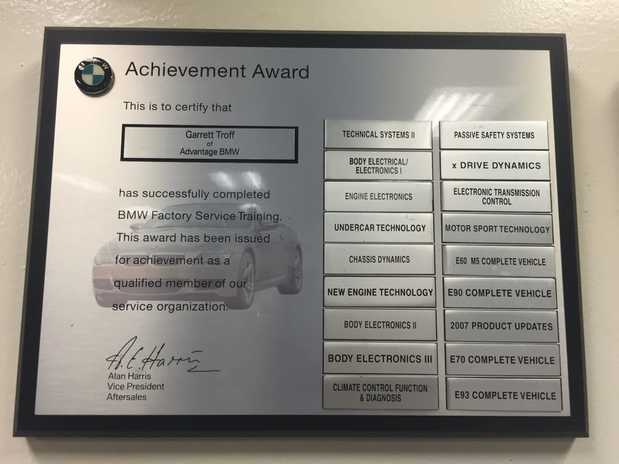 Achievement Award
This is to certify that
Garrett Troff
of
Advantage BMW
has successfully completed
BMW Factory Service Training.
This award has been issued
for achievement as a
qualified member of our
service organization.
A.E. Harris
Alan Harris
Vice President
Aftersales
TECHNICAL SYSTEMS II
BODY ELECTRICAL/
ELECTRONICS I
ENGINE ELECTRONICS
UNDERCAR TECHNOLOGY
CHASSIS DYNAMICS
NEW ENGINE TECHNOLOGY
BODY ELECTRONICS II
BODY ELECTRONICS III
CLIMATE CONTROL FUNCTION
& DIAGNOSIS
PASSIVE SAFETY SYSTEMS
x DRIVE DYNAMICS
ELECTRONIC TRANSMISSION
CONTROL
MOTOR SPORT TECHNOLOGY
E60 M5 COMPLETE VEHICLE
E90 COMPLETE VEHICLE
2007 PRODUCT UPDATES
E70 COMPLETE VEHICLE
E93 COMPLETE VEHICLE